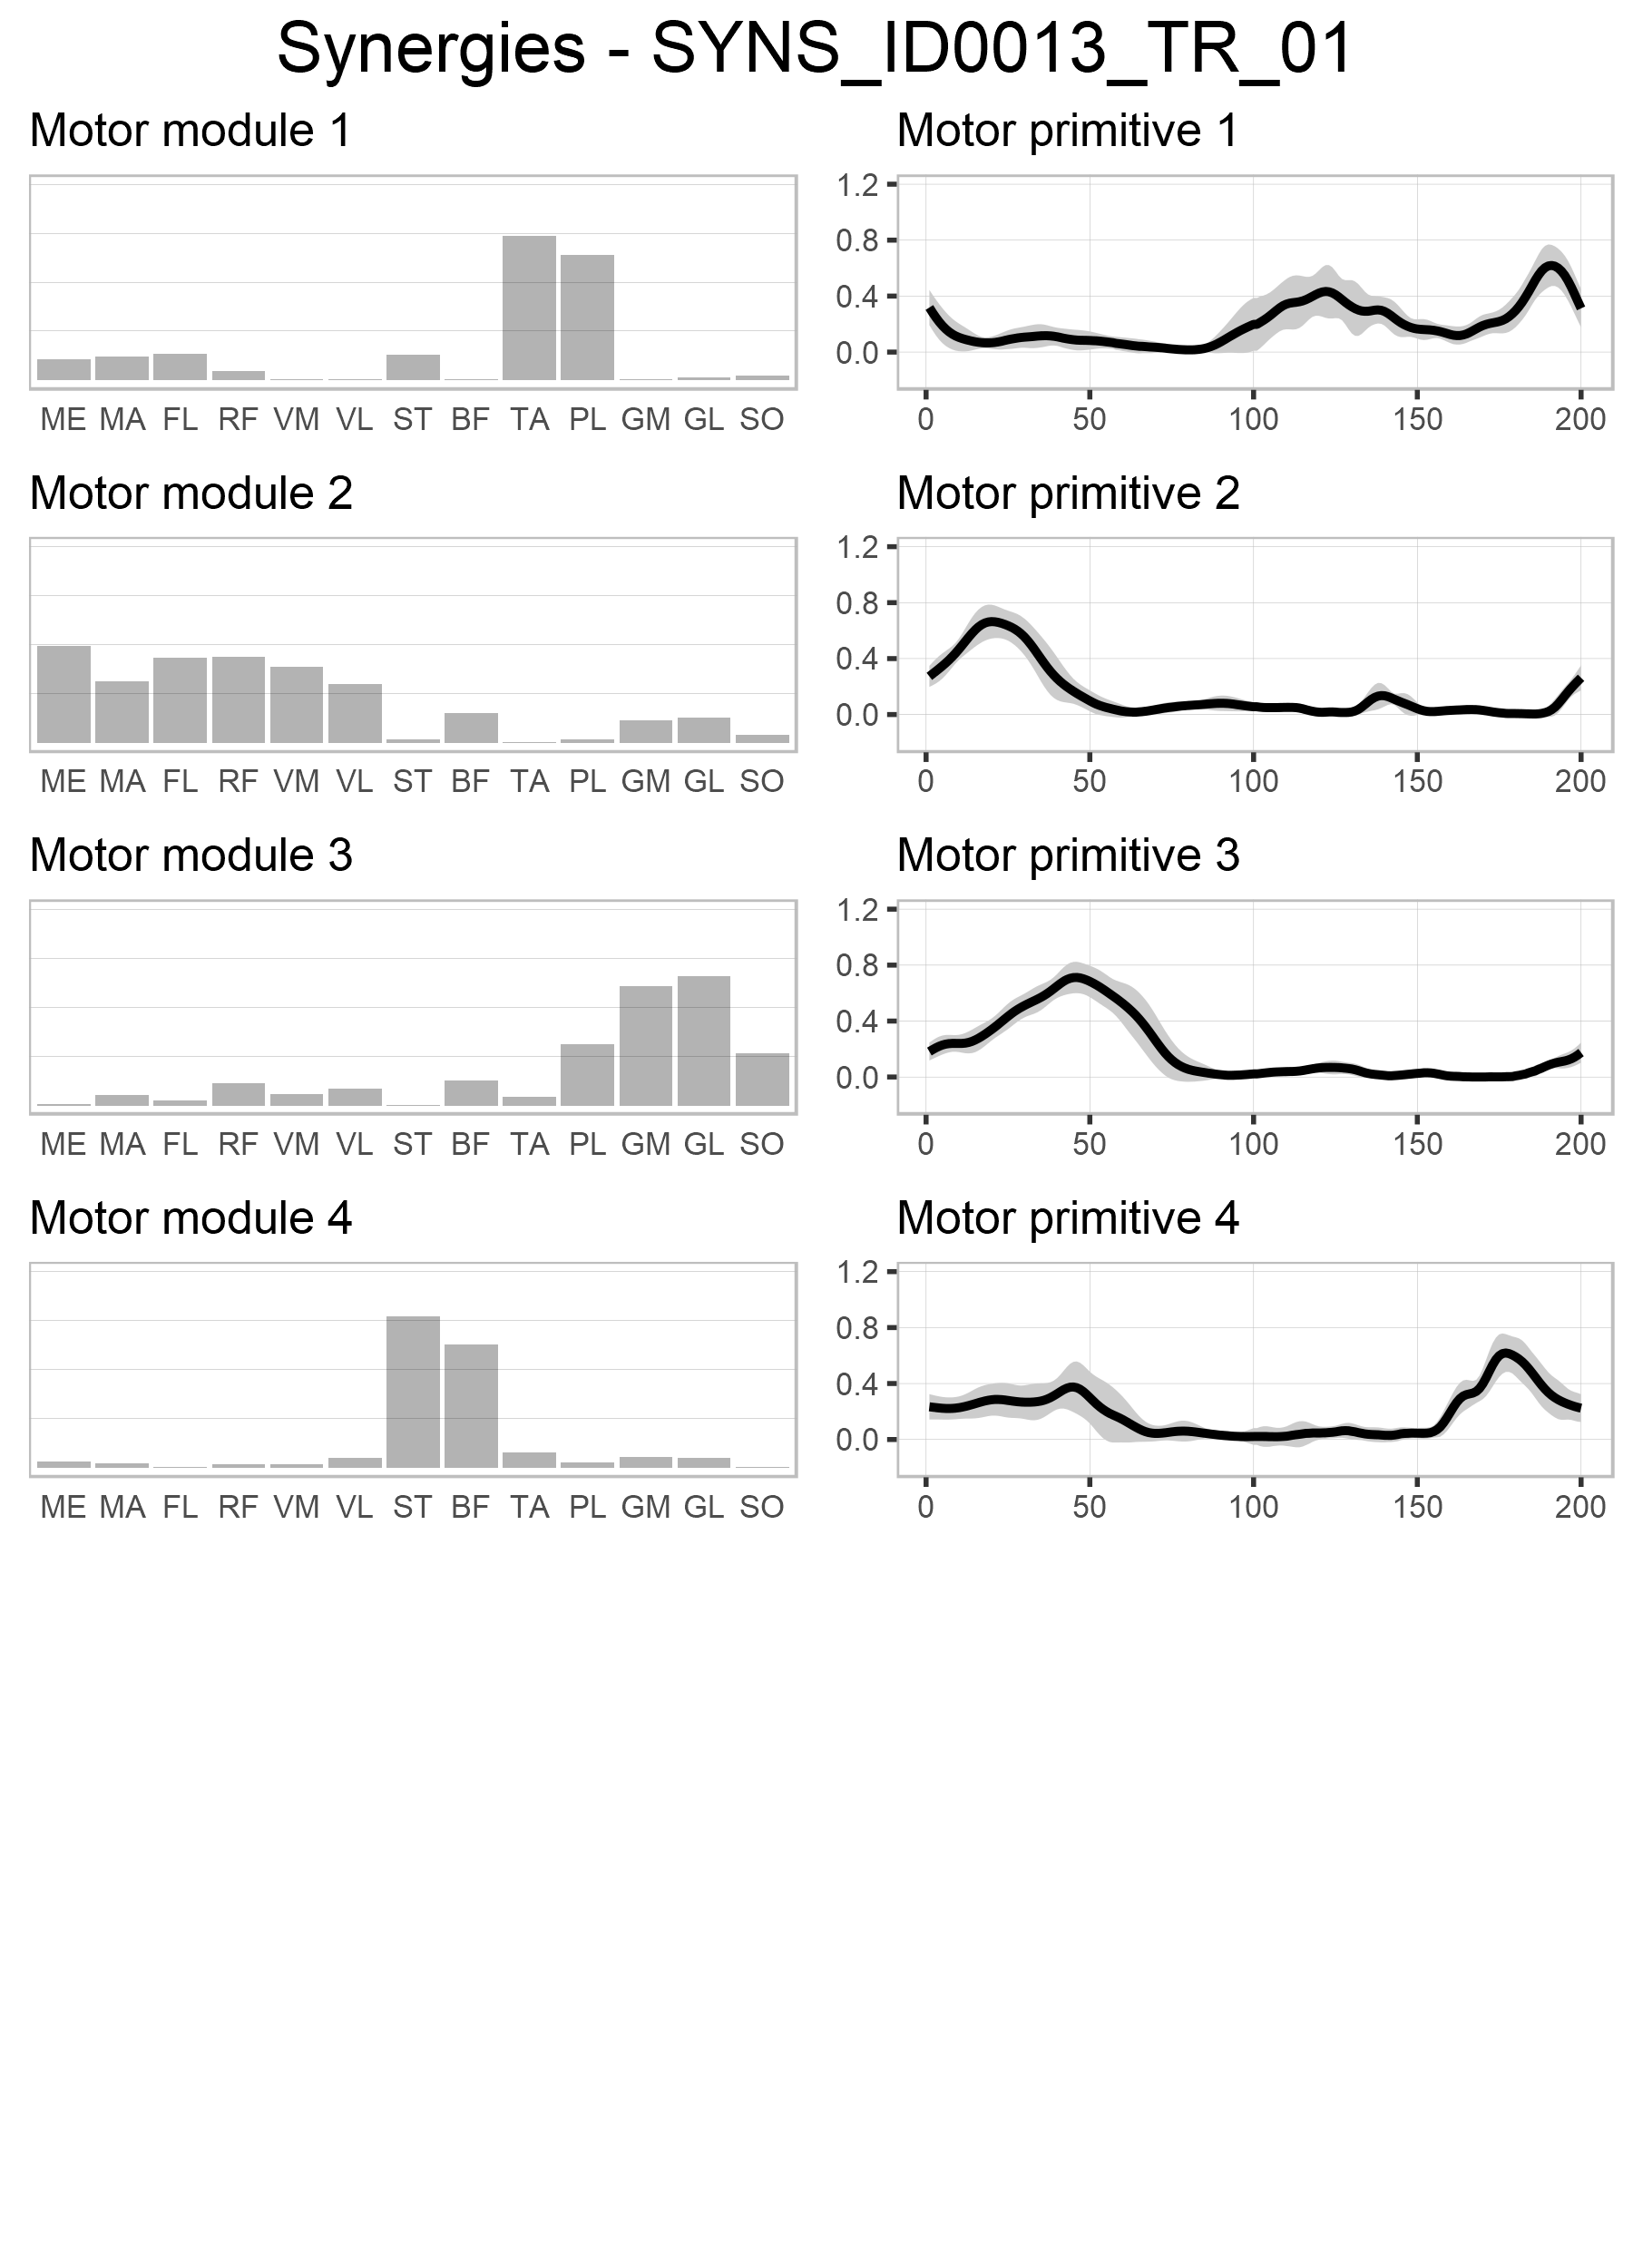 Synergies - SYNS_ID0013_TR_01
Motor module 1
Motor primitive 1
1.2
0.8
0.4
0.0
ME MA FL RF VM VL ST BF TA PL GM GL SO
0 50 100 150 200
Motor module 2
Motor primitive 2
1.2
0.8
0.4
0.0
ME MA FL RF VM VL ST BF TA PL GM GL SO
0 50 100 150 200
Motor module 3
Motor primitive 3
1.2
0.8
0.4
0.0
ME MA FL RF VM VL ST BF TA PL GM GL SO
0 50 100 150 200
Motor module 4
Motor primitive 4
1.2
0.8
0.4
0.0
ME MA FL RF VM VL ST BF TA PL GM GL SO
0 50 100 150 200